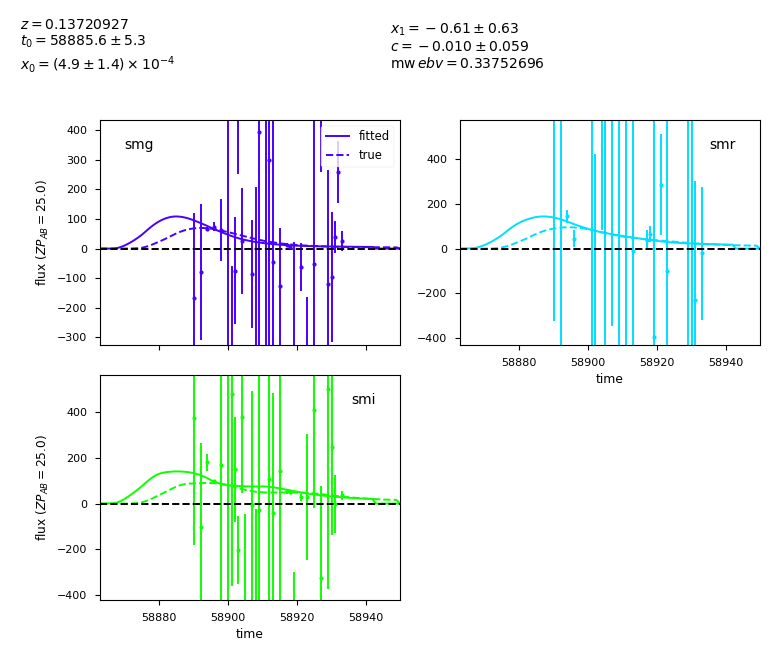 z = 0.13720927
t₀ = 58885.6 ± 5.3
x₀ = (4.9 ± 1.4) × 10⁻⁴
x₁ = −0.61 ± 0.63
c = −0.010 ± 0.059
mw ebv = 0.33752696
smg
fitted
true
flux (ZP_AB = 25.0)
400
300
200
100
0
−100
−200
−300
smr
400
200
0
−200
−400
58880 58900 58920 58940
time
smi
flux (ZP_AB = 25.0)
400
200
0
−200
−400
58880 58900 58920 58940
time